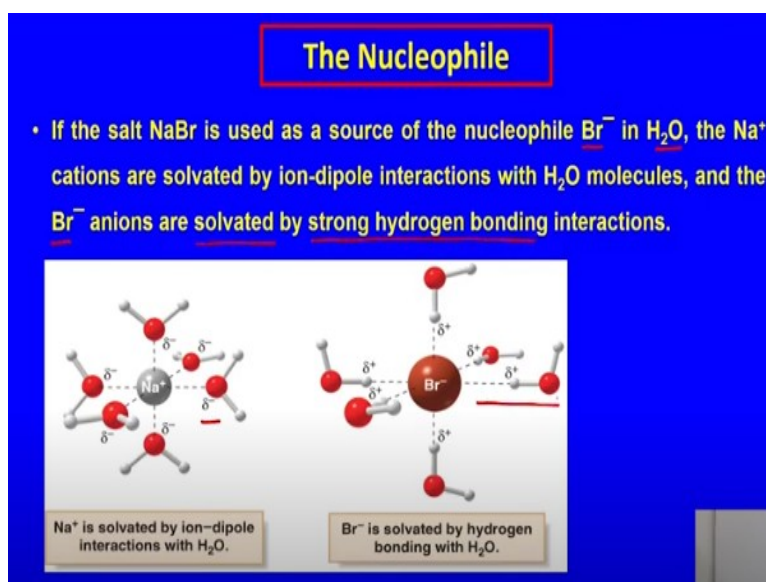 The Nucleophile
• If the salt NaBr is used as a source of the nucleophile Br⁻ in H₂O, the Na⁺
cations are solvated by ion-dipole interactions with H₂O molecules, and the
Br⁻ anions are solvated by strong hydrogen bonding interactions.
δ⁻
δ⁻
δ⁻
Na⁺
δ⁻
δ⁻
δ⁻
δ⁺
δ⁺
δ⁺
Br⁻
δ⁺
δ⁺
δ⁺
Na⁺ is solvated by ion–dipole
interactions with H₂O.
Br⁻ is solvated by hydrogen
bonding with H₂O.